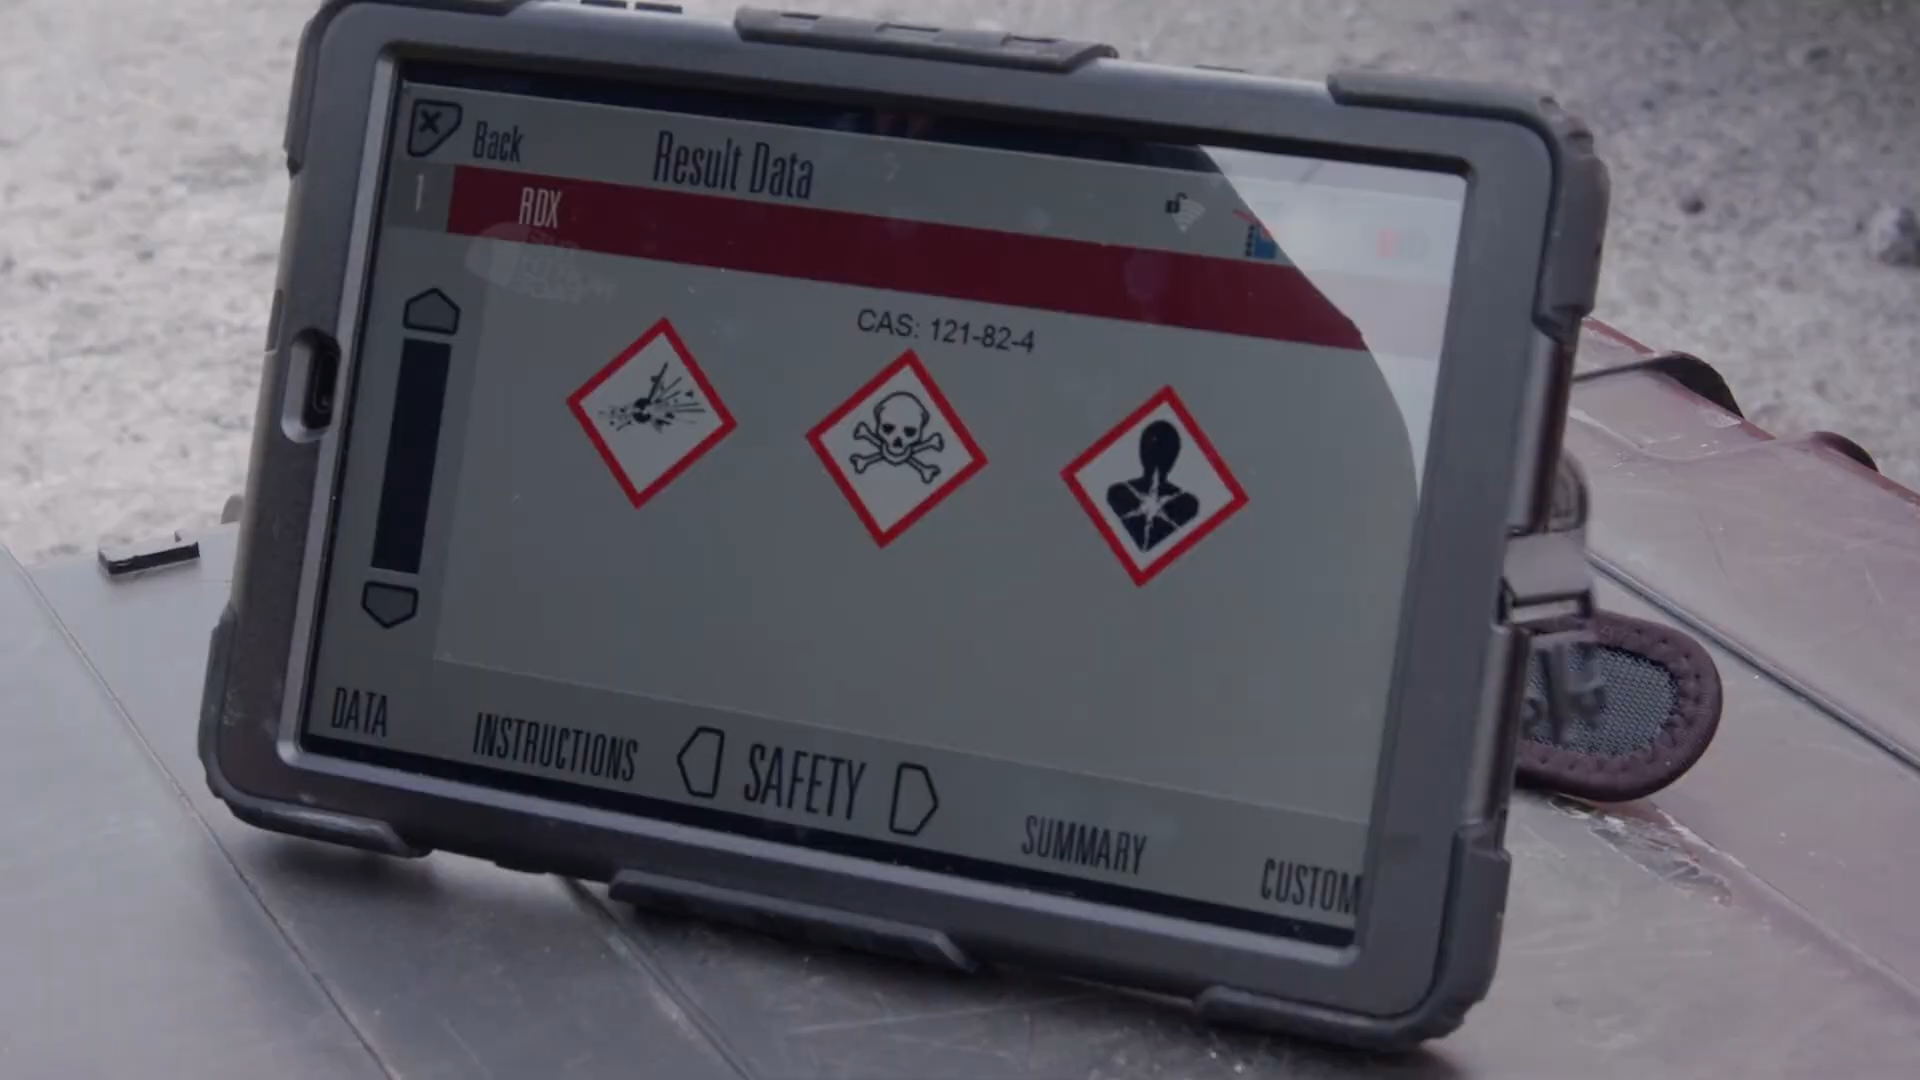 Back
Result Data
1
RDX
CAS: 121-82-4
DATA
INSTRUCTIONS
SAFETY
SUMMARY
CUSTOM